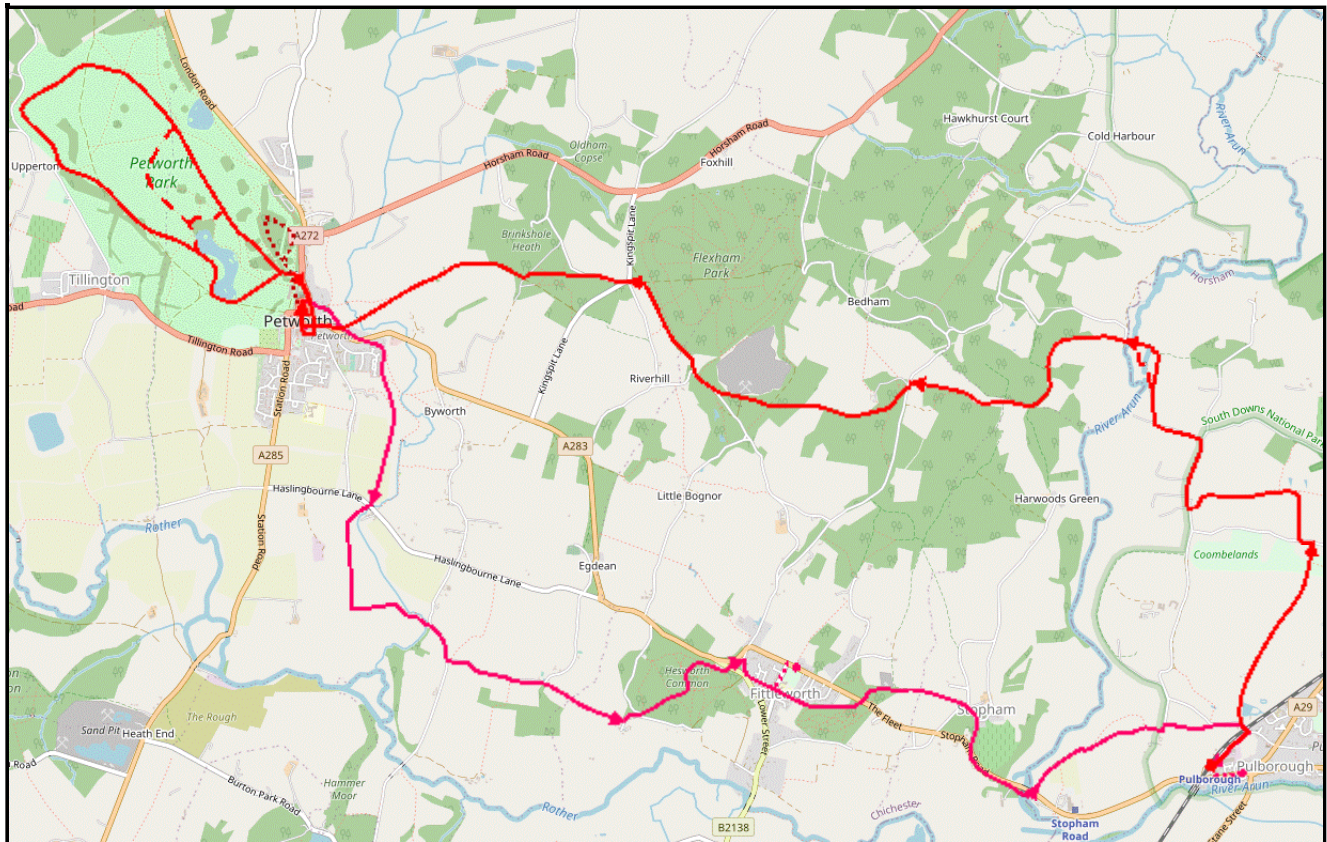 London Road
Hawkhurst Court
River Arun
Cold Harbour
Horsham Road
Oldham
Copse
Horsham Road
Foxhill
Upperton
Petworth
Park
A272
Kingspit Lane
Brinkshole
Heath
Flexham
Park
Horsham
Tillington
Bedham
Petworth
Petworth
Tillington Road
Kingspit Lane
Riverhill
Station Road
Byworth
River Arun
South Downs National Park
A283
A285
Haslingbourne Lane
Little Bognor
Harwoods Green
Rother
Station Road
Coombelands
Haslingbourne Lane
Egdean
Hesworth
Common
Fittleworth
The Rough
Lower Street
The Fleet
Stopham
A29
Sand Pit
Heath End
Stopham Road
Road
Pulborough
Pulborough
Hammer
Moor
Burton Park Road
River Arun
Rother
Chichester
B2138
Stopham
Road
Stane Street